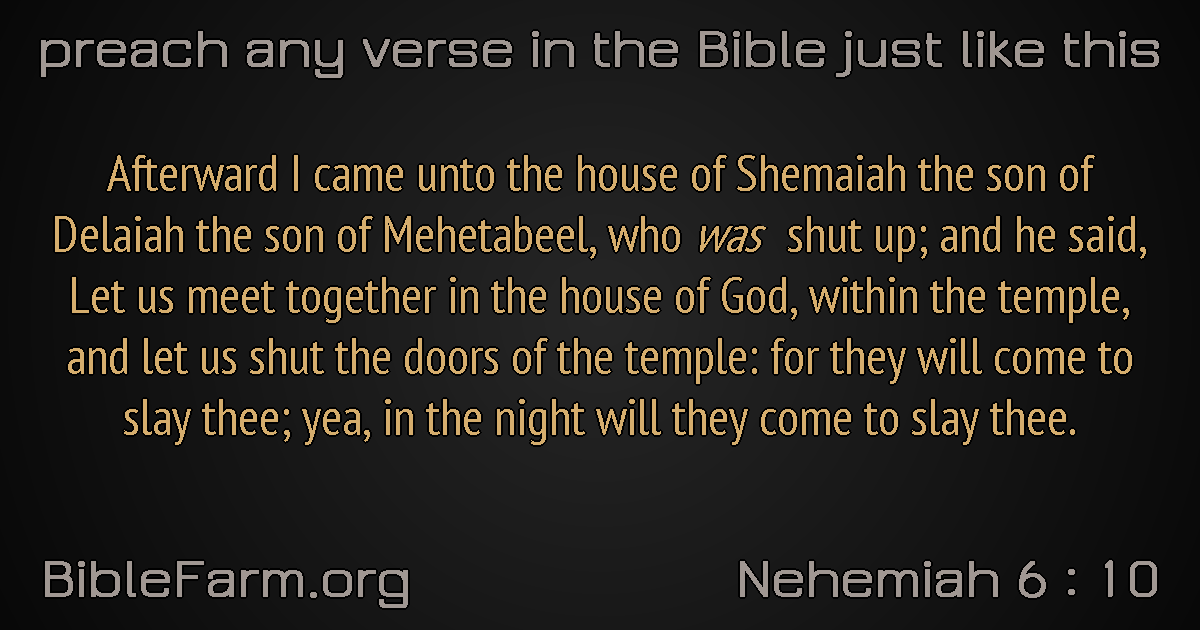 preach any verse in the Bible just like this
Afterward I came unto the house of Shemaiah the son of
Delaiah the son of Mehetabeel, who was shut up; and he said,
Let us meet together in the house of God, within the temple,
and let us shut the doors of the temple: for they will come to
slay thee; yea, in the night will they come to slay thee.
BibleFarm.org
Nehemiah 6 : 10